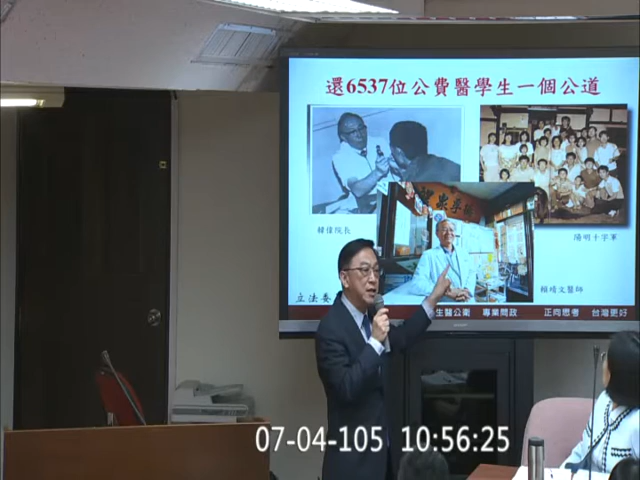 還6537位公費醫學生一個公道
韓偉院長
陽明十字軍
賴靖文醫師
立法委
生醫公衛 專業問政 正向思考 台灣更好
07-04-105 10:56:25